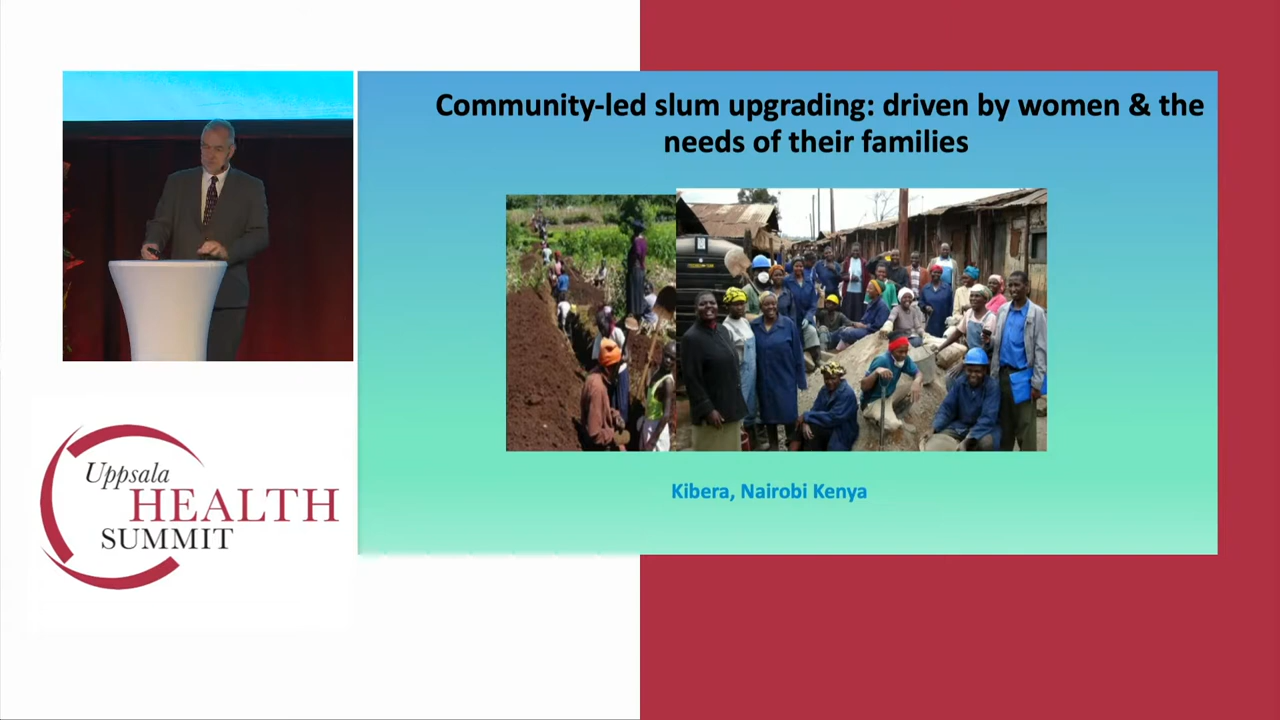 Community-led slum upgrading: driven by women & the
needs of their families
Kibera, Nairobi Kenya
Uppsala
HEALTH
SUMMIT